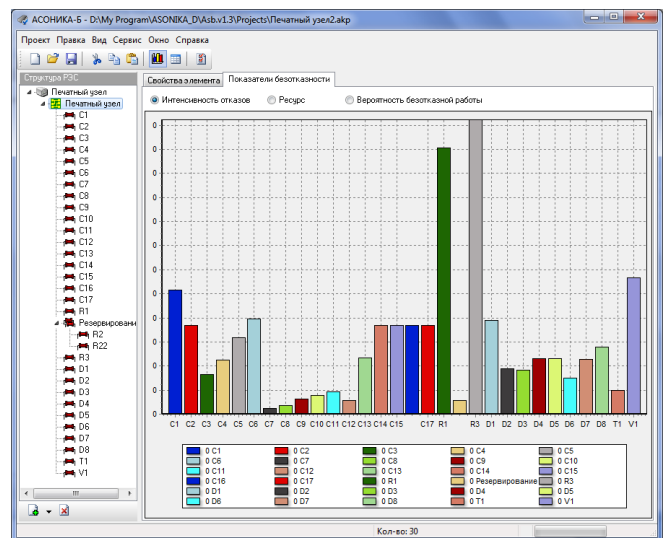 АСОНИКА-Б - D:\My Program\ASONIKA_D\Asb.v1.3\Projects\Печатный узел2.akp
Проект Правка Вид Сервис Окно Справка
Структура РЭС
Печатный узел
Печатный узел
C1
C2
C3
C4
C5
C6
C7
C8
C9
C10
C11
C12
C13
C14
C15
C16
C17
R1
Резервировани
R2
R22
R3
D1
D2
D3
D4
D5
D6
D7
D8
T1
V1
Свойства элемента Показатели безотказности
Интенсивность отказов Ресурс Вероятность безотказной работы
0
0
0
0
0
0
0
0
0
0
0
0
0
C1 C2 C3 C4 C5 C6 C7 C8 C9 C10 C11 C12 C13 C14 C15 C17 R1 R3 D1 D2 D3 D4 D5 D6 D7 D8 T1 V1
0 C1 0 C2 0 C3 0 C4 0 C5
0 C6 0 C7 0 C8 0 C9 0 C10
0 C11 0 C12 0 C13 0 C14 0 C15
0 C16 0 C17 0 R1 0 Резервирование 0 R3
0 D1 0 D2 0 D3 0 D4 0 D5
0 D6 0 D7 0 D8 0 T1 0 V1
Кол-во: 30